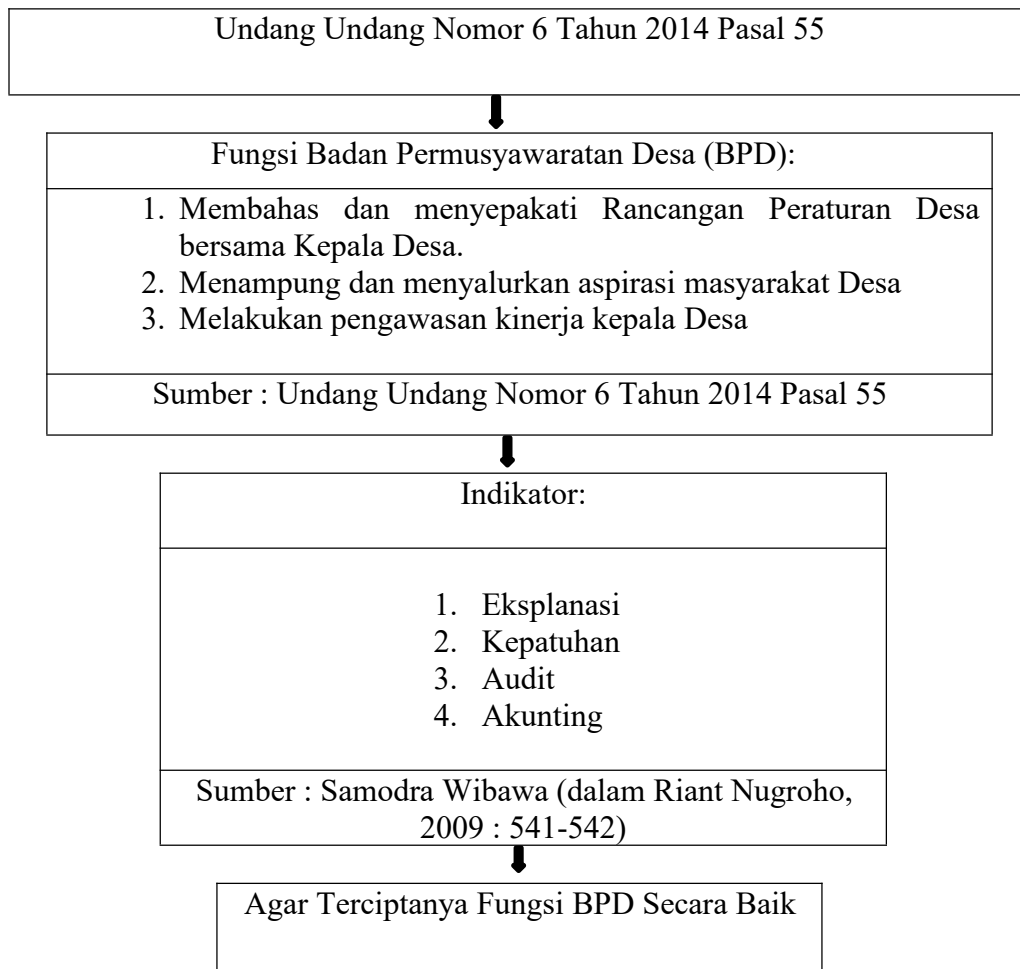 Undang Undang Nomor 6 Tahun 2014 Pasal 55
Fungsi Badan Permusyawaratan Desa (BPD):
1. Membahas dan menyepakati Rancangan Peraturan Desa
bersama Kepala Desa.
2. Menampung dan menyalurkan aspirasi masyarakat Desa
3. Melakukan pengawasan kinerja kepala Desa
Sumber : Undang Undang Nomor 6 Tahun 2014 Pasal 55
Indikator:
1. Eksplanasi
2. Kepatuhan
3. Audit
4. Akunting
Sumber : Samodra Wibawa (dalam Riant Nugroho,
2009 : 541-542)
Agar Terciptanya Fungsi BPD Secara Baik